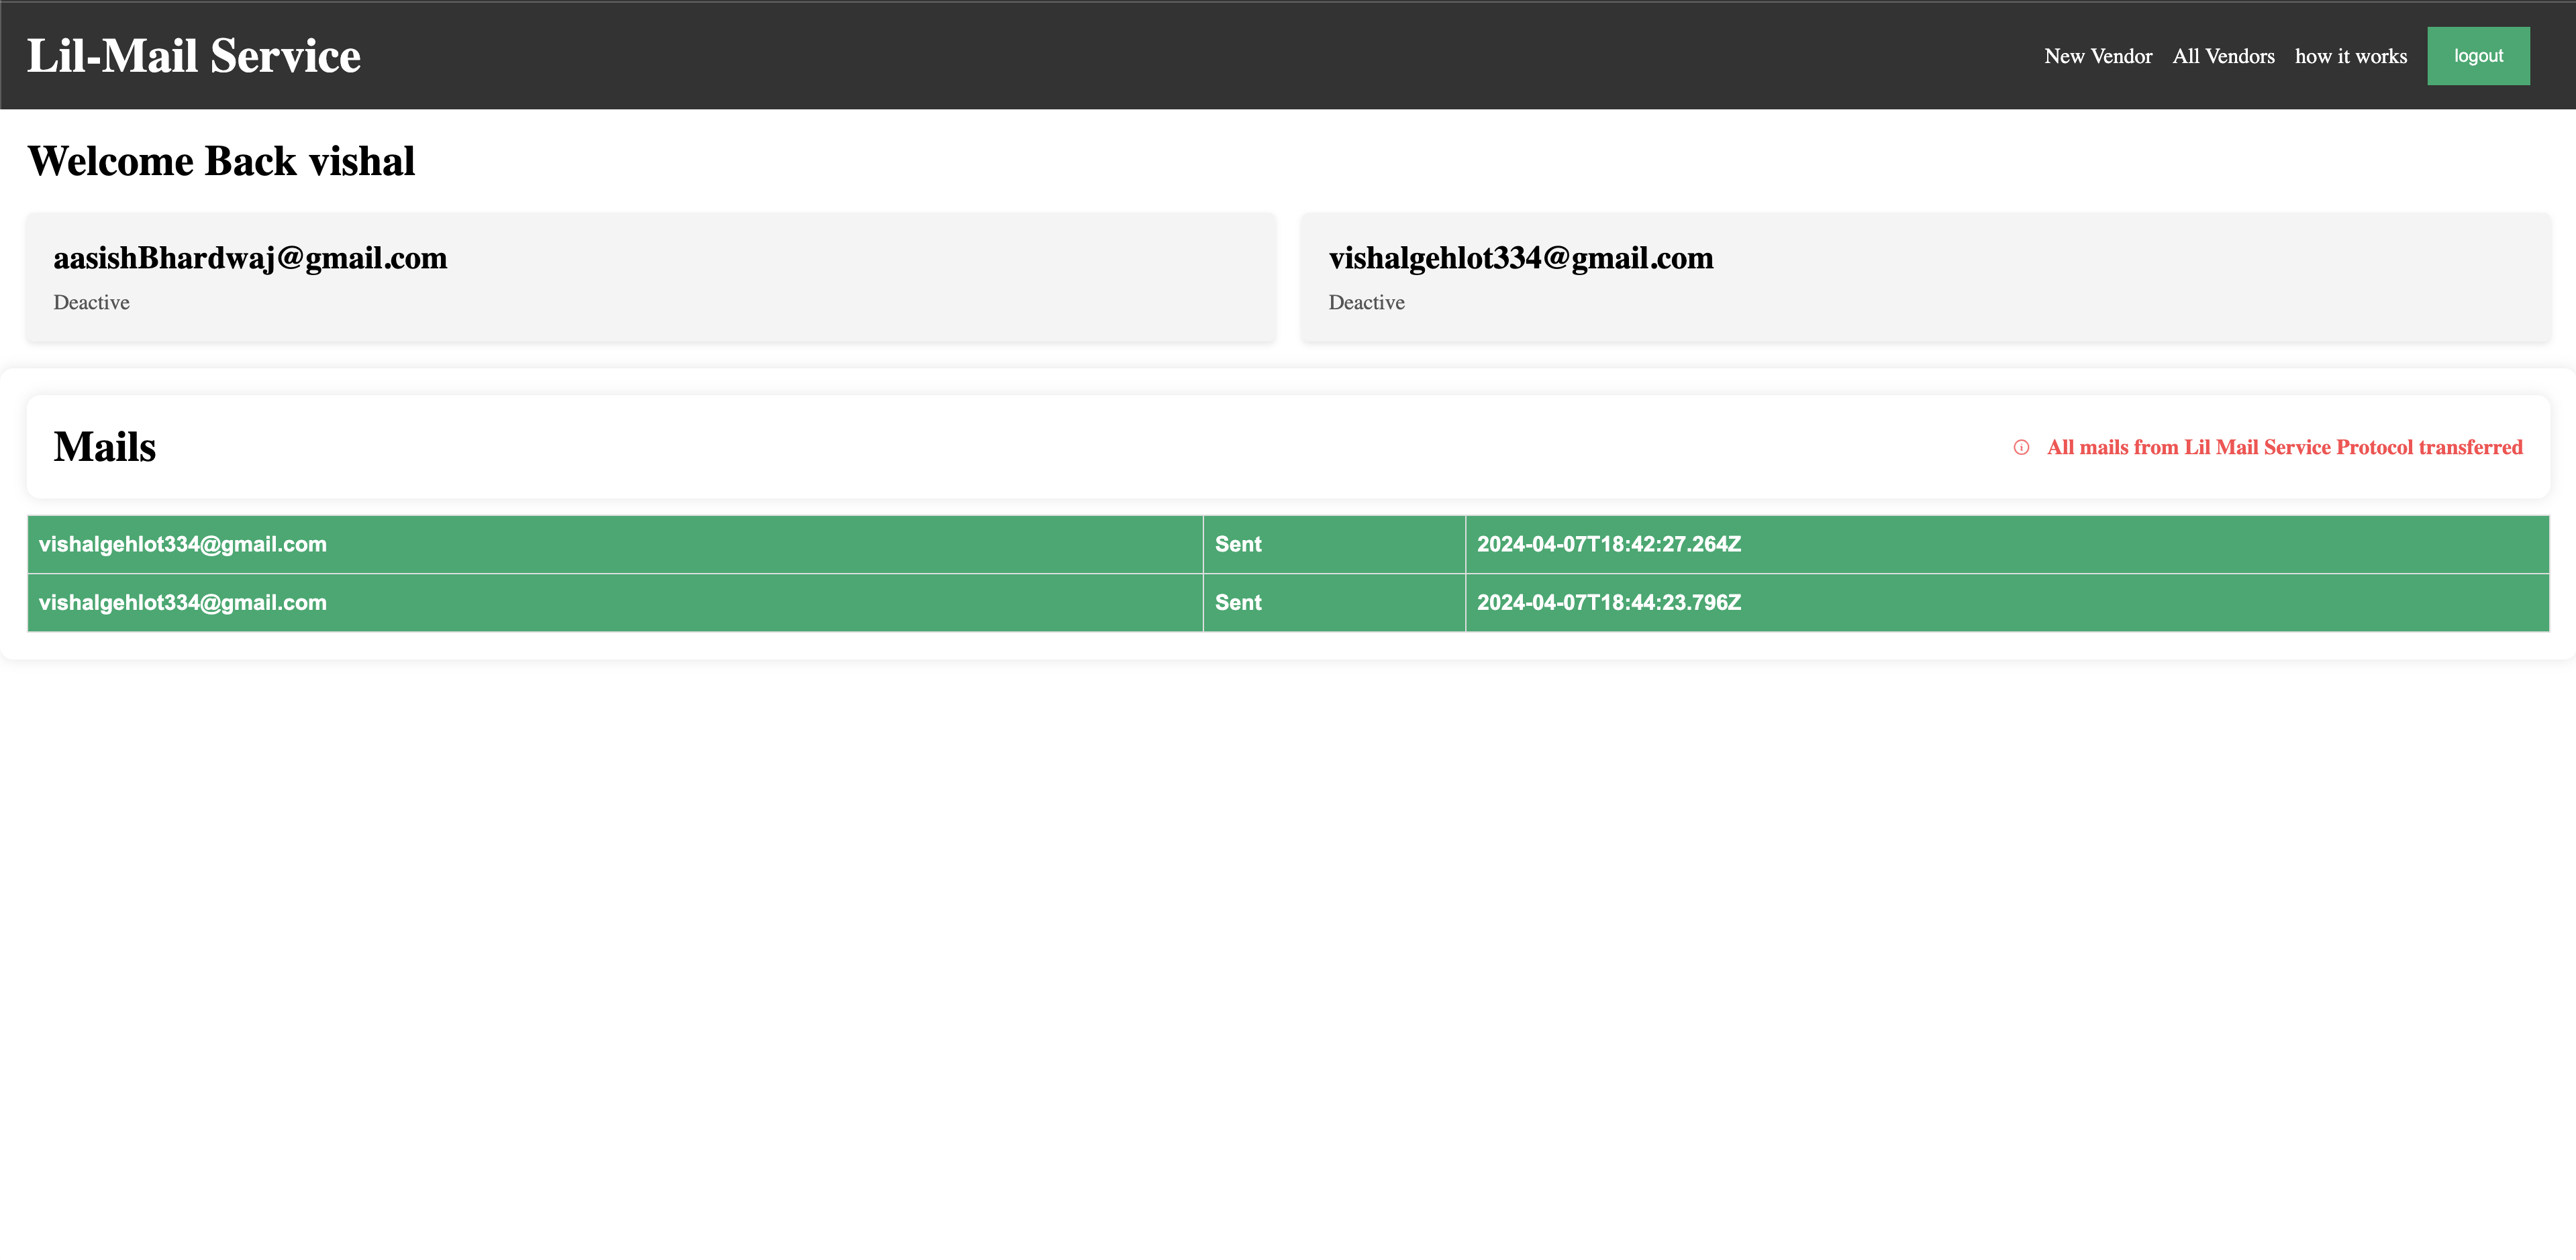 Lil-Mail Service
New Vendor All Vendors how it works logout
Welcome Back vishal
aasishBhardwaj@gmail.com
Deactive
vishalgehlot334@gmail.com
Deactive
Mails
All mails from Lil Mail Service Protocol transferred
vishalgehlot334@gmail.com Sent 2024-04-07T18:42:27.264Z
vishalgehlot334@gmail.com Sent 2024-04-07T18:44:23.796Z